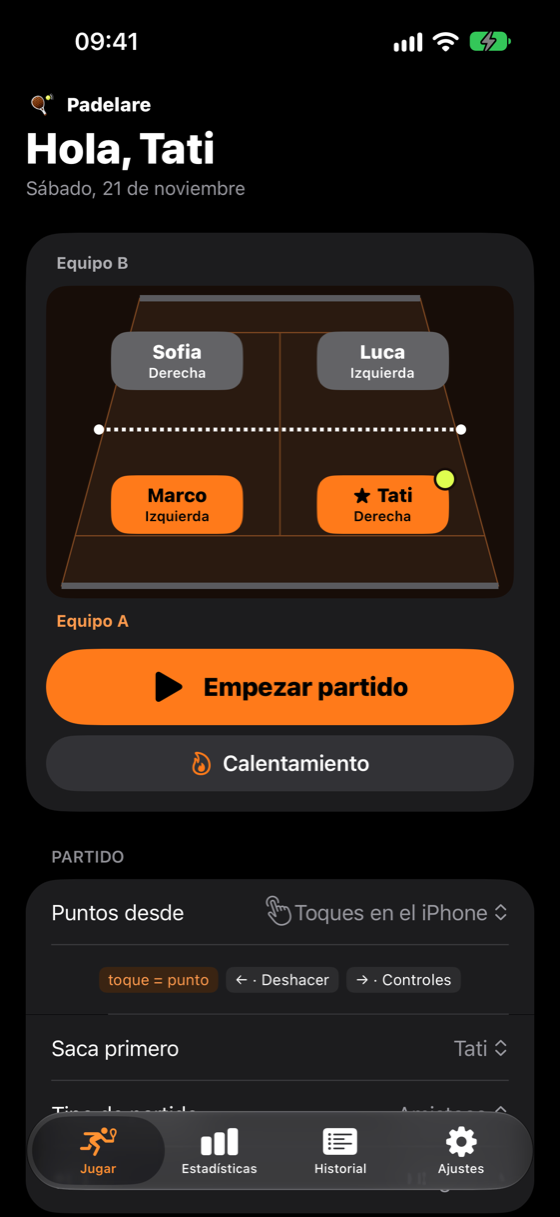 09:41
Padelare
Hola, Tati
Sábado, 21 de noviembre
Equipo B
Sofia
Derecha
Luca
Izquierda
Marco
Izquierda
★ Tati
Derecha
Equipo A
Empezar partido
Calentamiento
PARTIDO
Puntos desde Toques en el iPhone
toque = punto ← · Deshacer → · Controles
Saca primero Tati
Jugar Estadísticas Historial Ajustes